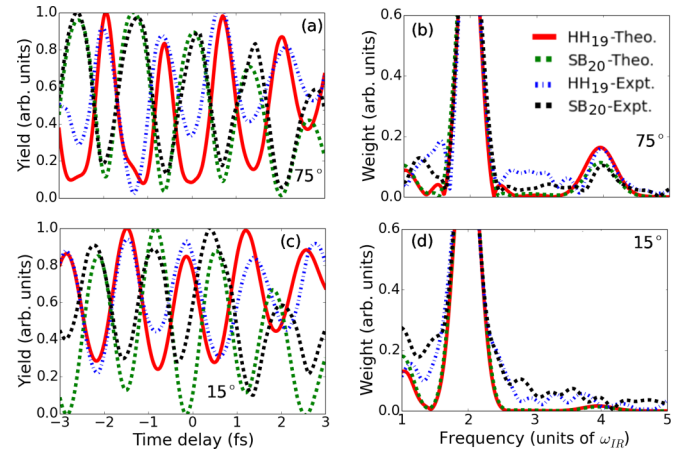 1.0
0.8
0.6
0.4
0.2
0.0
Yield (arb. units)
(a)
75°
0.6
0.4
0.2
0.0
Weight (arb. units)
(b)
HH19-Theo.
SB20-Theo.
HH19-Expt.
SB20-Expt.
75°
1.0
0.8
0.6
0.4
0.2
0.0
Yield (arb. units)
(c)
15°
−3 −2 −1 0 1 2 3
Time delay (fs)
0.6
0.4
0.2
0.0
Weight (arb. units)
(d)
15°
1 2 3 4 5
Frequency (units of ωIR)